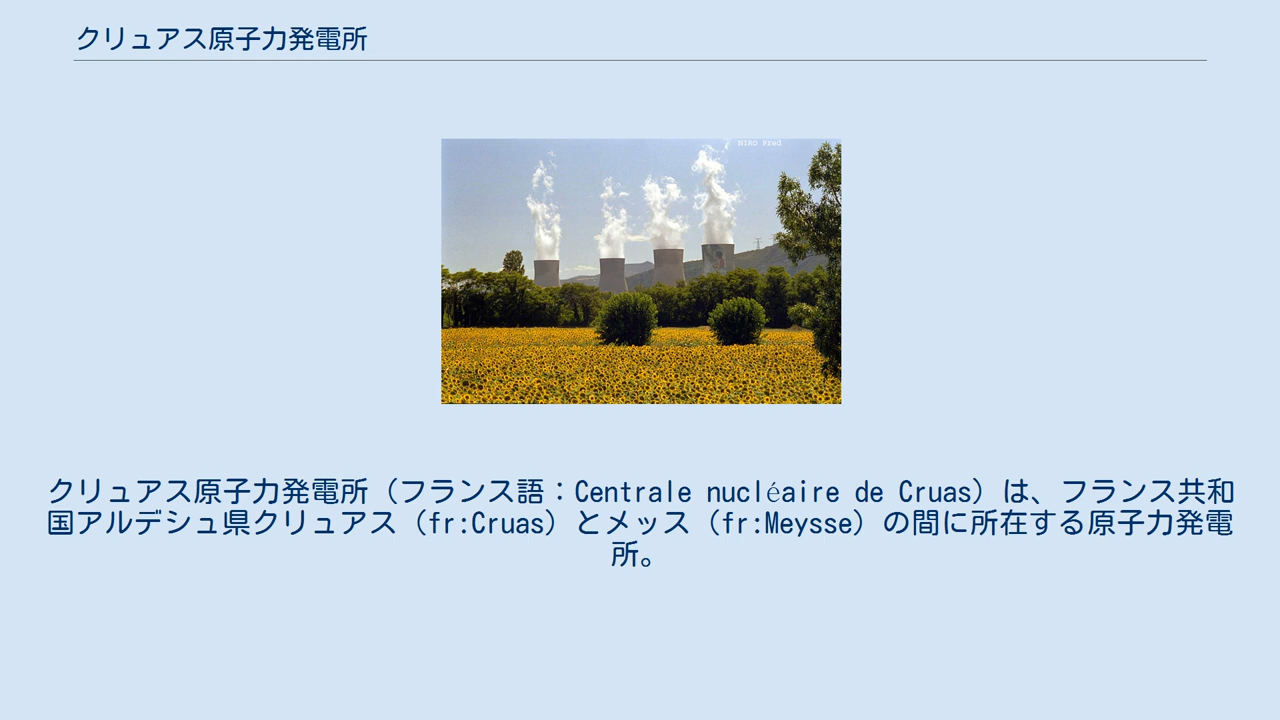 クリュアス原子力発電所
NIRO Fred
クリュアス原子力発電所（フランス語：Centrale nucléaire de Cruas）は、フランス共和
国アルデシュ県クリュアス（fr:Cruas）とメッス（fr:Meysse）の間に所在する原子力発電
所。